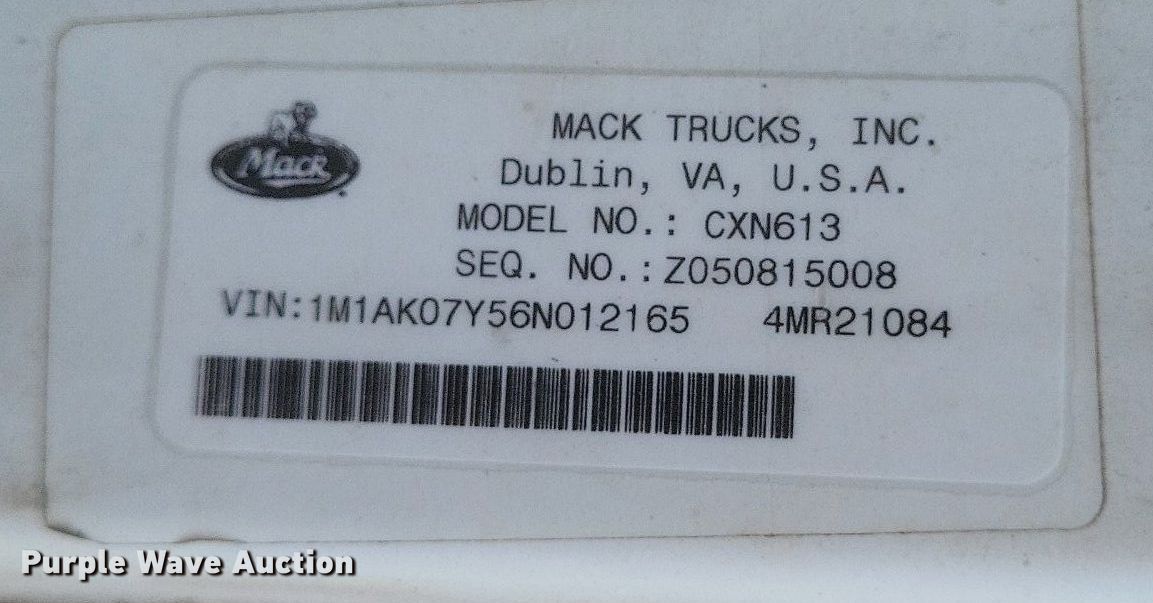 Mack
MACK TRUCKS, INC.
Dublin, VA, U.S.A.
MODEL NO.: CXN613
SEQ. NO.:Z050815008
VIN:1M1AK07Y56N012165 4MR21084
Purple Wave Auction